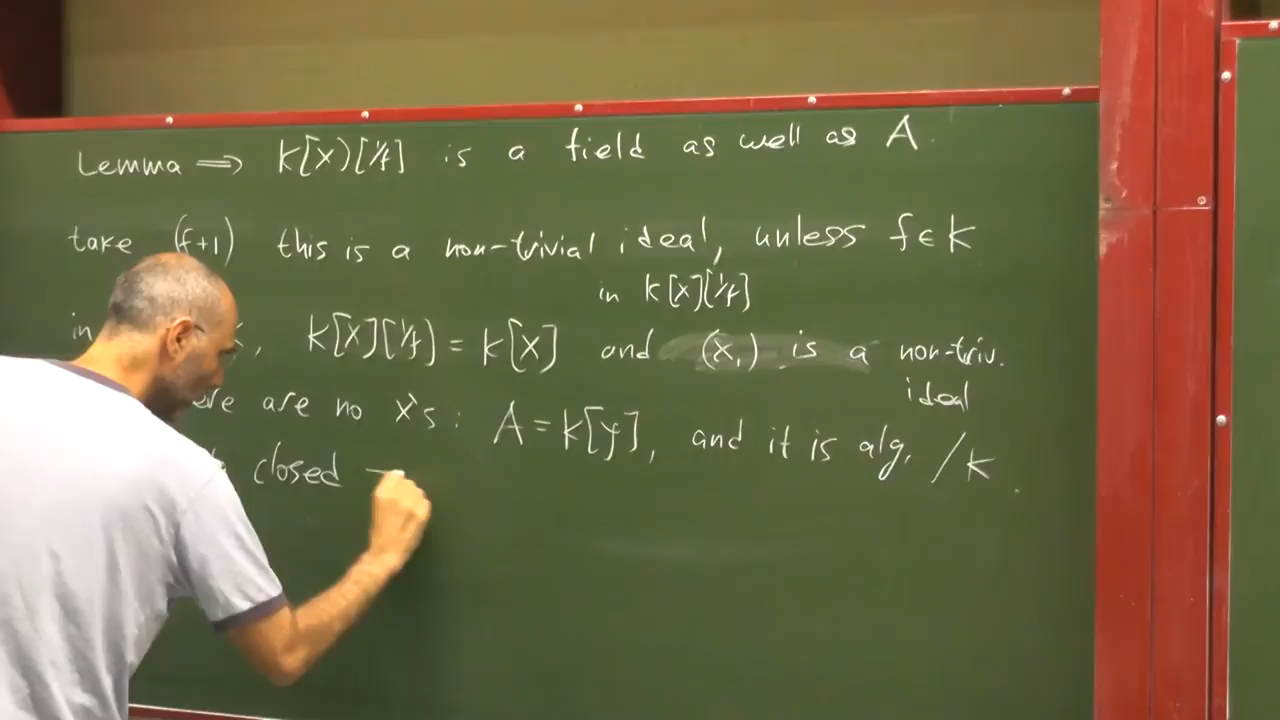 Lemma ⟹ k[x)[1/f] is a field as well as A.
take (f+1) this is a non-trivial ideal, unless f∈k
in k[x][1/f]
in , k[x][1/f] = k[x] and (x₁) is a non-triv.
ideal
are no x's : A = k[y], and it is alg. /k.
closed